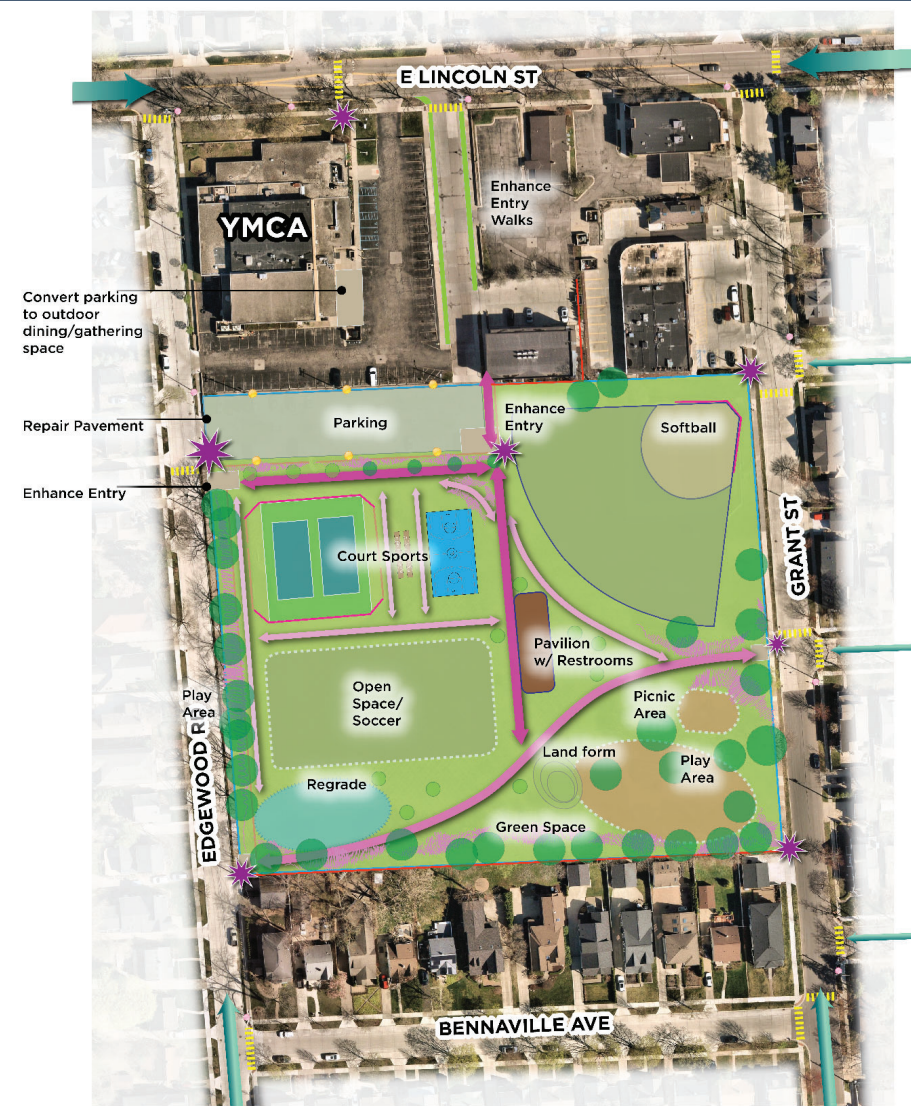 E LINCOLN ST
Enhance
Entry
Walks
YMCA
Convert parking
to outdoor
dining/gathering
space
Repair Pavement
Parking
Enhance
Entry
Softball
Enhance Entry
GRANT ST
Court Sports
Pavilion
w/ Restrooms
Open
Space/
Soccer
Play
Area
Picnic
Area
EDGEWOOD R
Land form
Play
Area
Regrade
Green Space
BENNAVILLE AVE